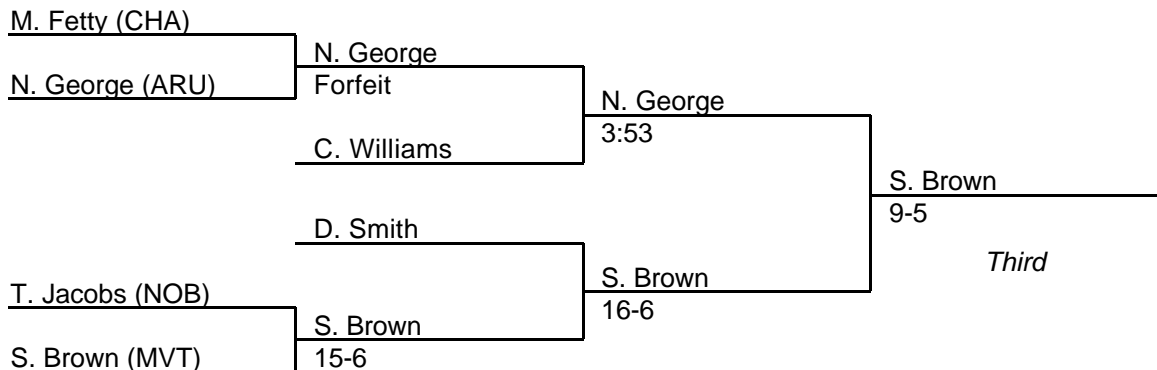 M. Fetty (CHA)
N. George
N. George (ARU)
Forfeit
N. George
3:53
C. Williams
S. Brown
9-5
D. Smith
Third
S. Brown
T. Jacobs (NOB)
16-6
S. Brown
S. Brown (MVT)
15-6